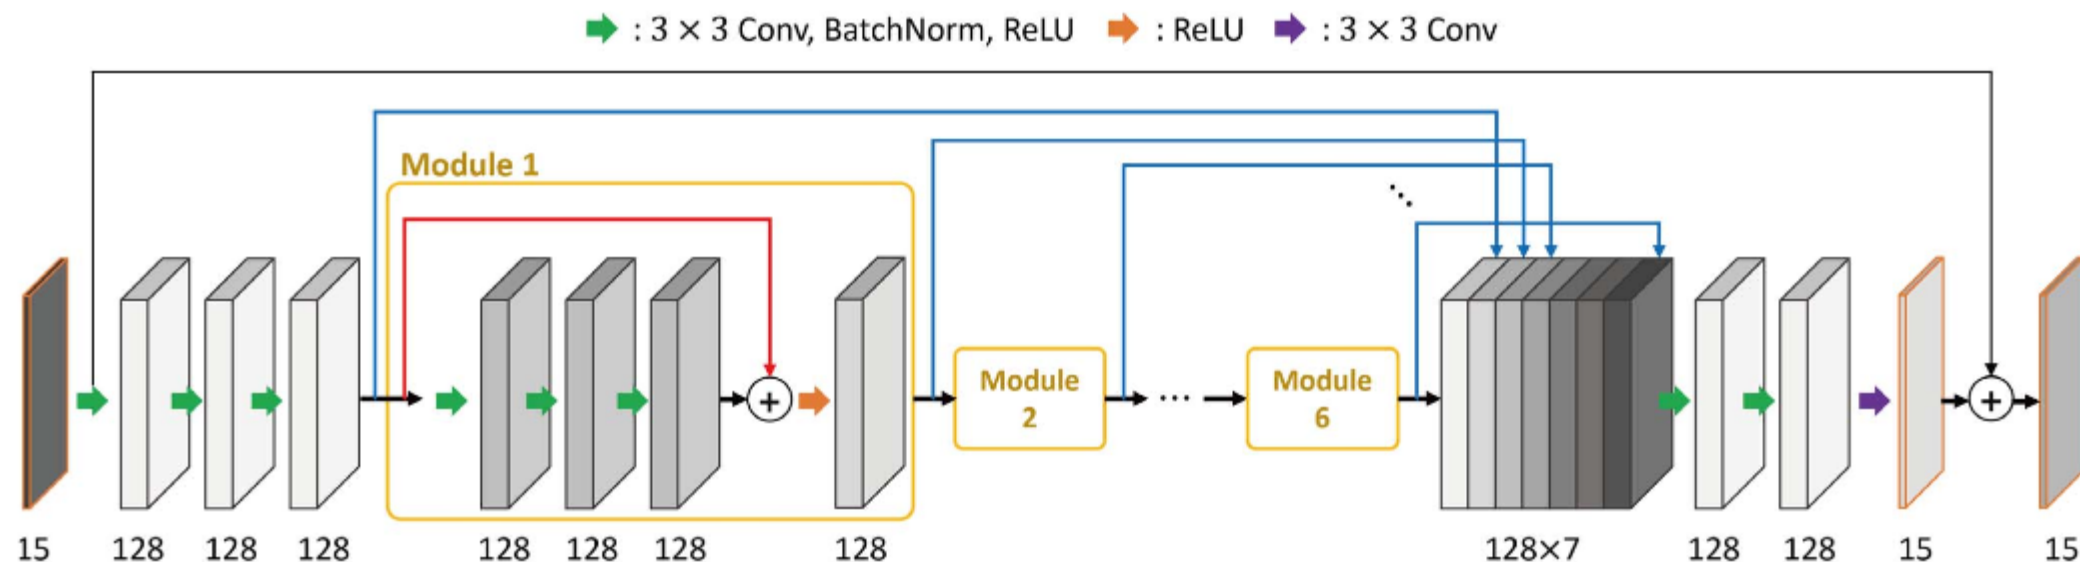 : 3 × 3 Conv, BatchNorm, ReLU : ReLU : 3 × 3 Conv
Module 1
+
Module
2
...
Module
6
+
15 128 128 128 128 128 128 128 128×7 128 128 15 15